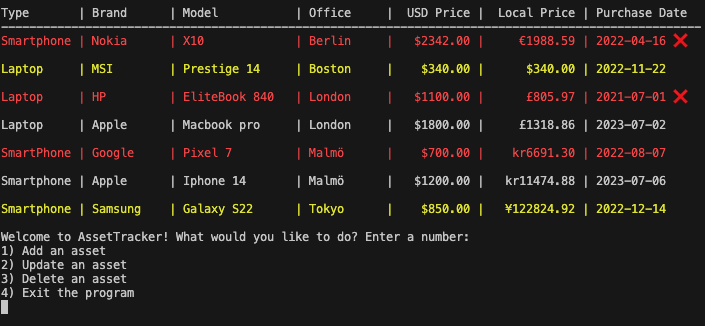 Type       | Brand     | Model         | Office     |  USD Price |  Local Price | Purchase Date
Smartphone | Nokia     | X10           | Berlin     |   $2342.00 |     €1988.59 | 2022-04-16 ❌
Laptop     | MSI       | Prestige 14   | Boston     |    $340.00 |      $340.00 | 2022-11-22
Laptop     | HP        | EliteBook 840 | London     |   $1100.00 |      £805.97 | 2021-07-01 ❌
Laptop     | Apple     | Macbook pro   | London     |   $1800.00 |     £1318.86 | 2023-07-02
SmartPhone | Google    | Pixel 7       | Malmö      |    $700.00 |    kr6691.30 | 2022-08-07
Smartphone | Apple     | Iphone 14     | Malmö      |   $1200.00 |   kr11474.88 | 2023-07-06
Smartphone | Samsung   | Galaxy S22    | Tokyo      |    $850.00 |   ¥122824.92 | 2022-12-14
Welcome to AssetTracker! What would you like to do? Enter a number:
1) Add an asset
2) Update an asset
3) Delete an asset
4) Exit the program